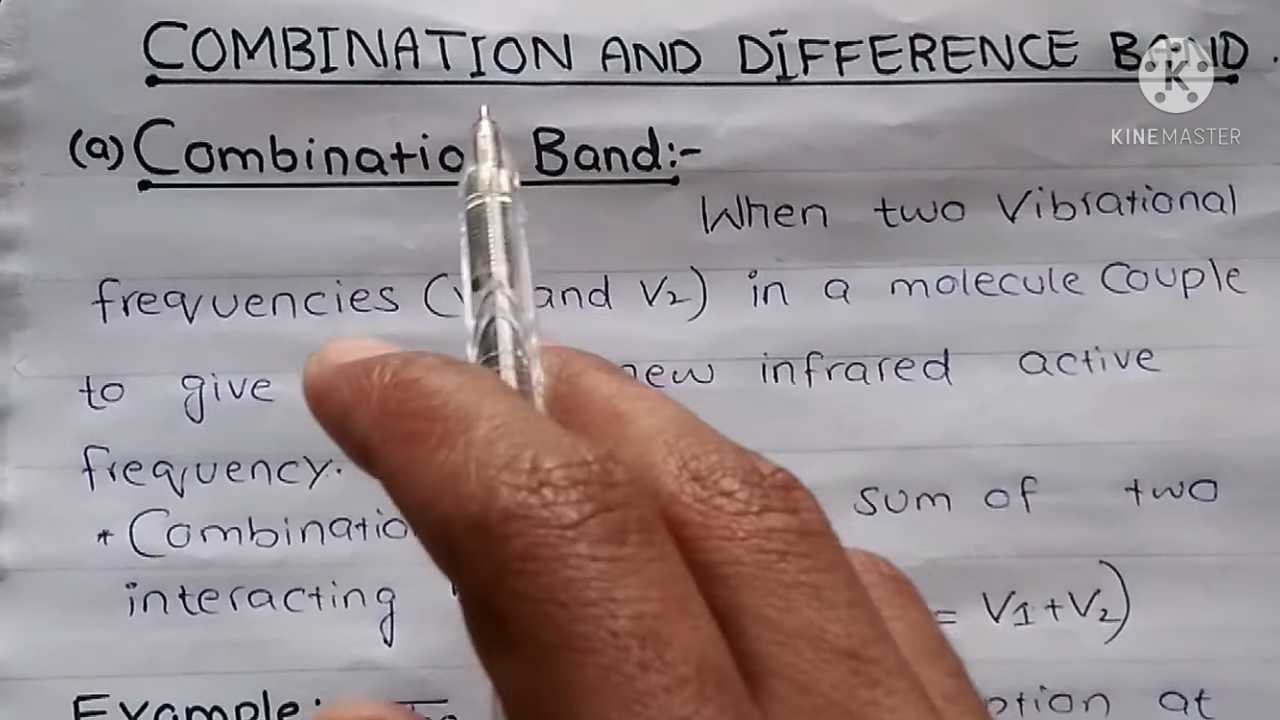 COMBINATION AND DIFFERENCE BAND.
K
KINEMASTER
(a) Combinatio Band:-
When two Vibrational
frequencies ( and V2) in a molecule Couple
to give new infrared active
frequency.
* Combinatio sum of two
interacting = V1+V2)
Example: at